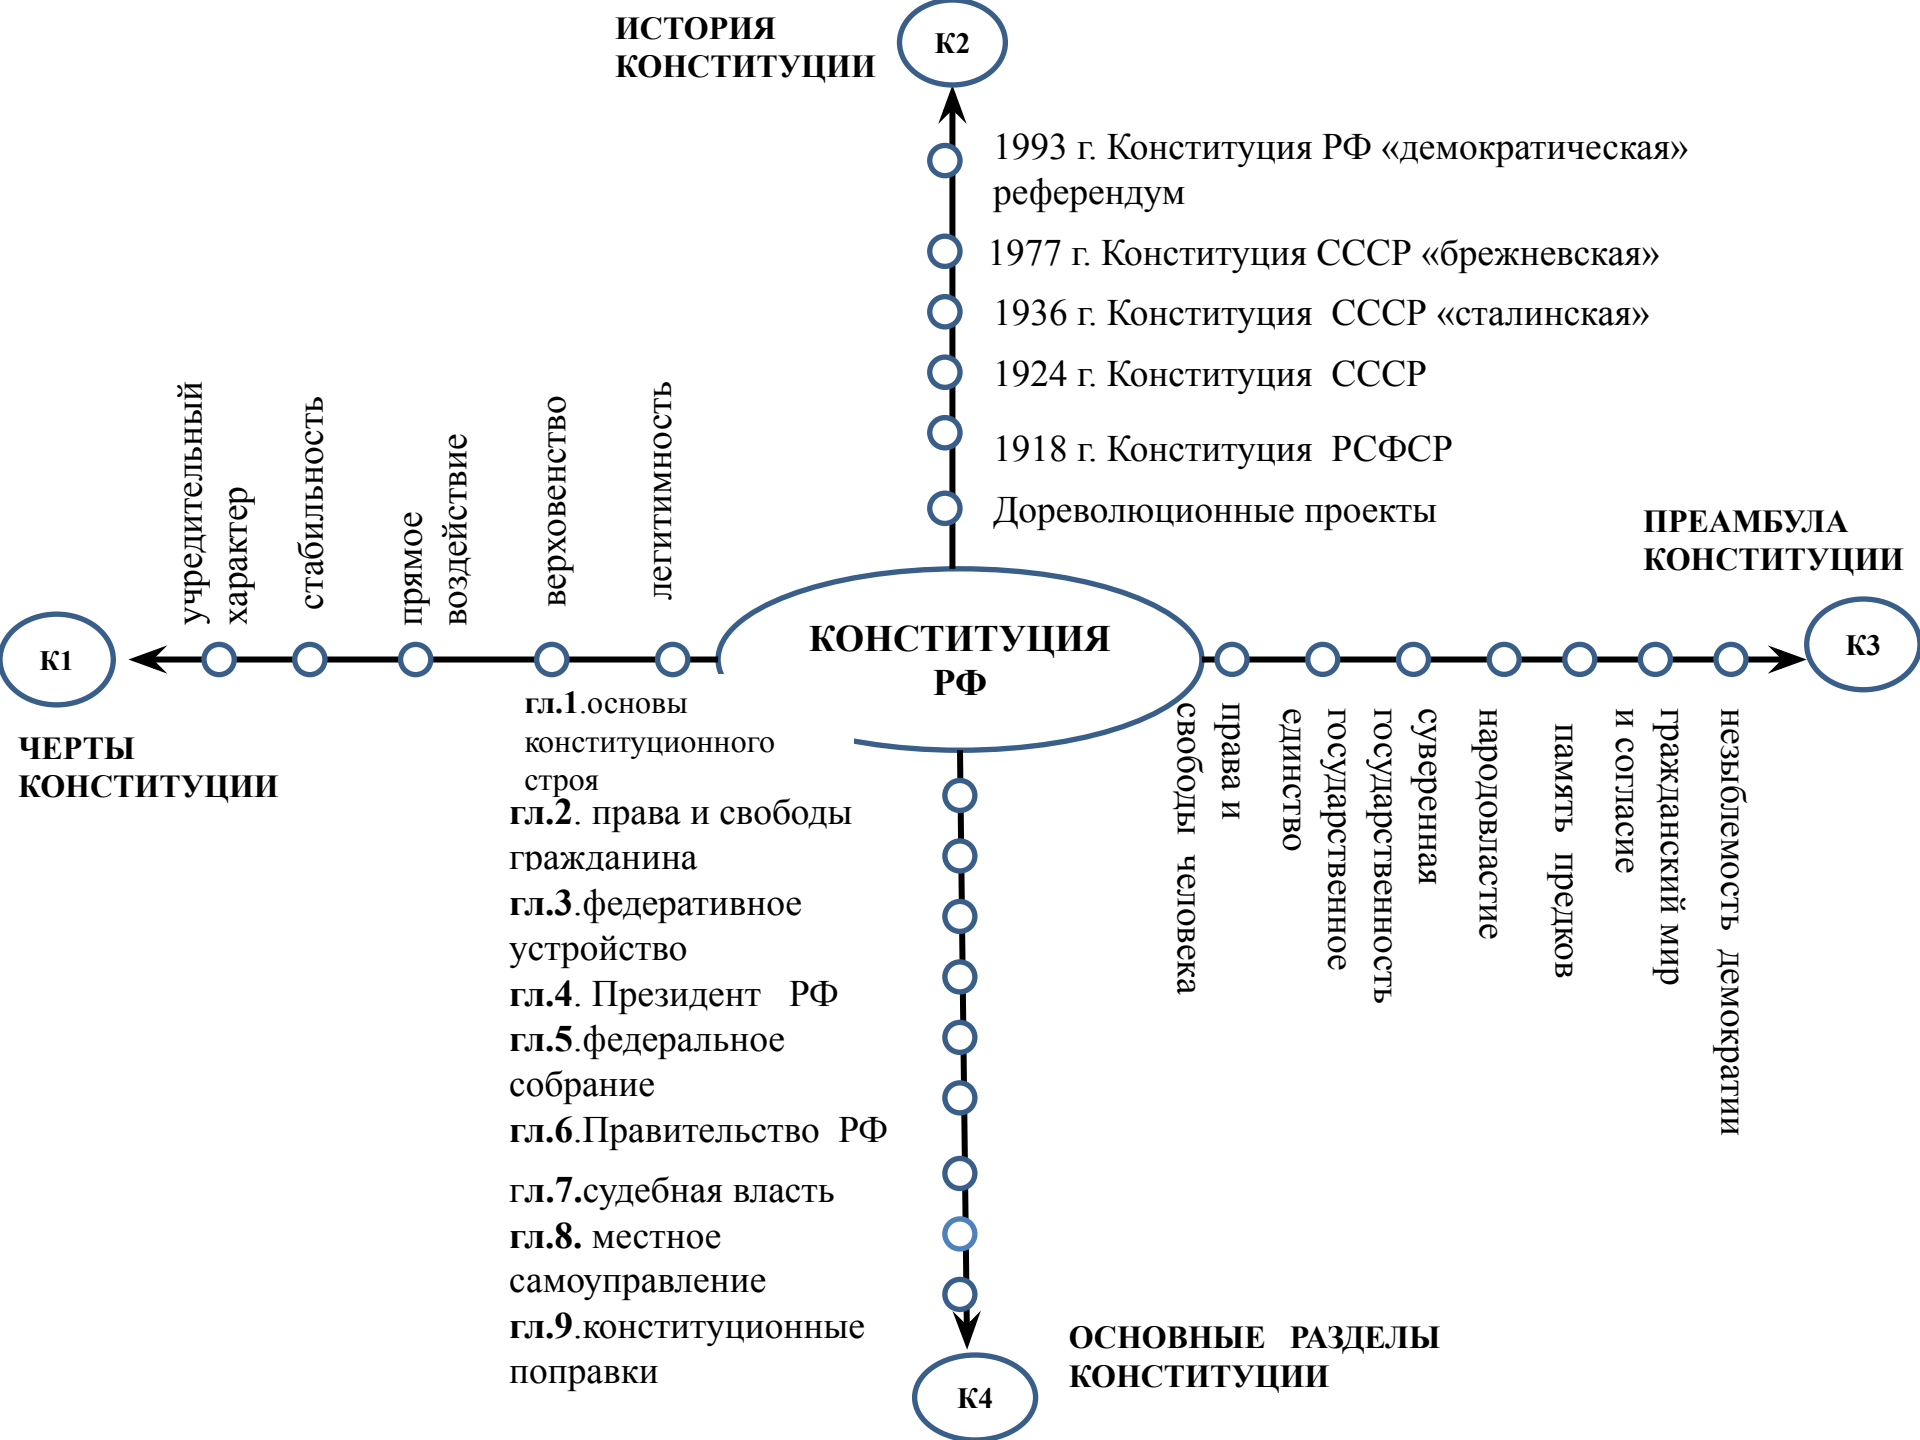 ИСТОРИЯ
КОНСТИТУЦИИ
К2
1993 г. Конституция РФ «демократическая»
референдум
1977 г. Конституция СССР «брежневская»
1936 г. Конституция СССР «сталинская»
1924 г. Конституция СССР
1918 г. Конституция РСФСР
Дореволюционные проекты
учредительный
характер
стабильность
прямое
воздействие
верховенство
легитимность
К1
ЧЕРТЫ
КОНСТИТУЦИИ
КОНСТИТУЦИЯ
РФ
ПРЕАМБУЛА
КОНСТИТУЦИИ
К3
права и
свободы человека
государственное
единство
суверенная
государственность
народовластие
память предков
гражданский мир
и согласие
незыблемость демократии
гл.1.основы
конституционного
строя
гл.2. права и свободы
гражданина
гл.3.федеративное
устройство
гл.4. Президент РФ
гл.5.федеральное
собрание
гл.6.Правительство РФ
гл.7.судебная власть
гл.8. местное
самоуправление
гл.9.конституционные
поправки
К4
ОСНОВНЫЕ РАЗДЕЛЫ
КОНСТИТУЦИИ